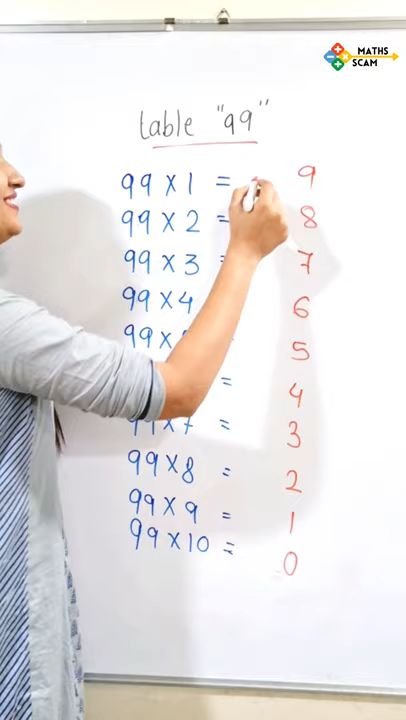 MATHS
SCAM
table "99"
99 × 1 = 9
99 × 2 = 8
99 × 3 = 7
99 × 4 6
99 × 5
= 4
99 × 7 = 3
99 × 8 = 2
99 × 9 = 1
99 × 10 = 0